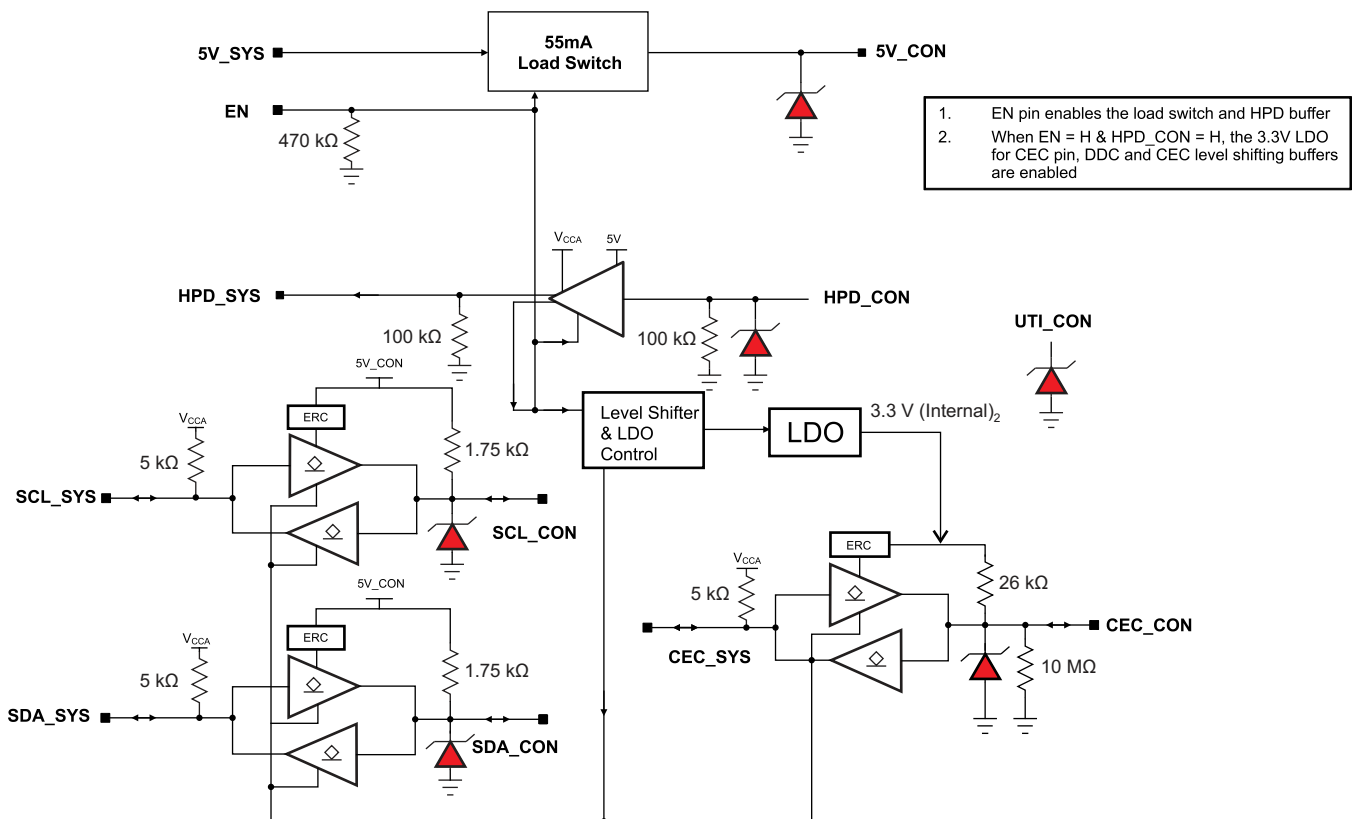 5V_SYS
55mA
Load Switch
5V_CON
EN
470 kΩ
1. EN pin enables the load switch and HPD buffer
2. When EN = H & HPD_CON = H, the 3.3V LDO
for CEC pin, DDC and CEC level shifting buffers
are enabled
VCCA
5V
HPD_SYS
HPD_CON
100 kΩ
100 kΩ
UTI_CON
5V_CON
ERC
VCCA
5 kΩ
1.75 kΩ
SCL_SYS
SCL_CON
Level Shifter
& LDO
Control
LDO
3.3 V (Internal)2
5V_CON
ERC
VCCA
5 kΩ
1.75 kΩ
SDA_SYS
SDA_CON
ERC
VCCA
5 kΩ
26 kΩ
CEC_SYS
CEC_CON
10 MΩ